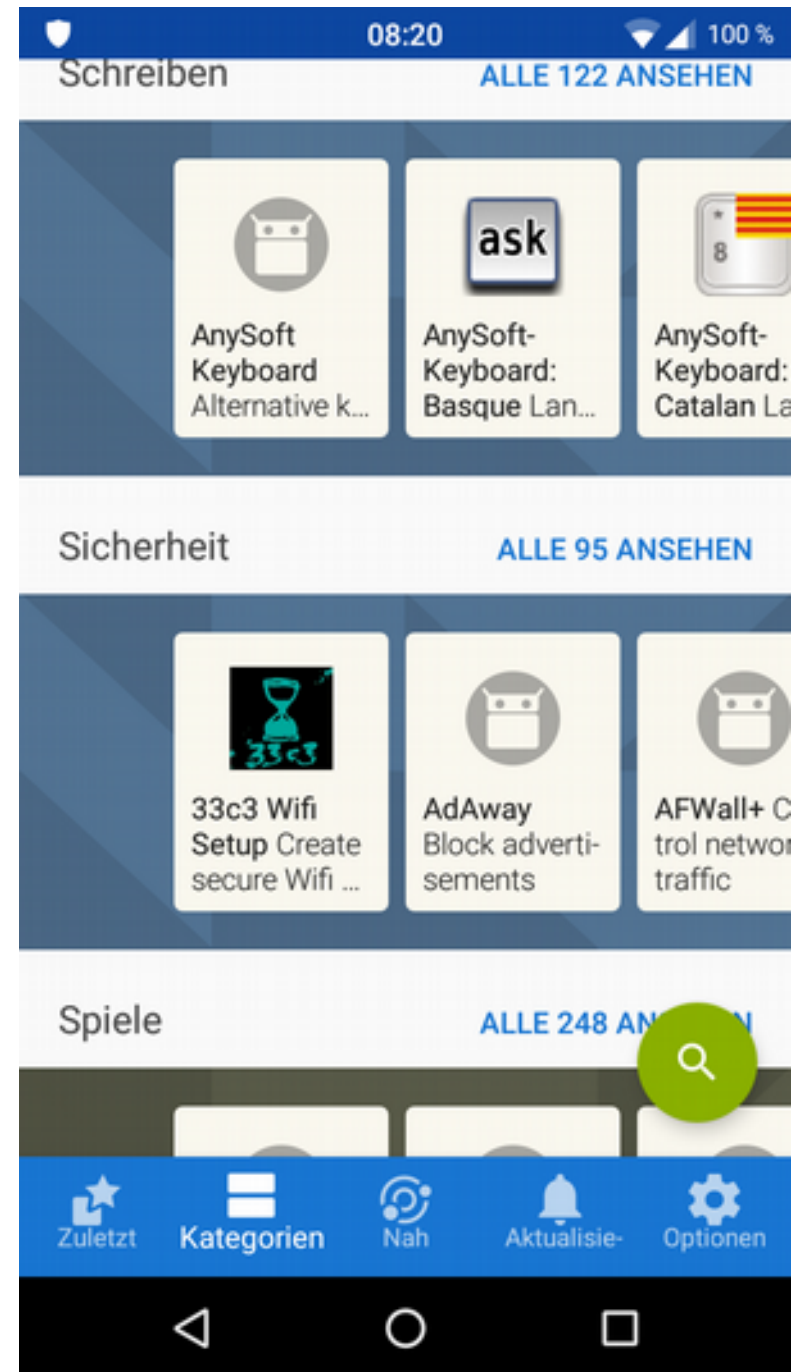 08:20
100 %
Schreiben
ALLE 122 ANSEHEN
ask
*
8
AnySoft
Keyboard
Alternative k...
AnySoft-
Keyboard:
Basque Lan...
AnySoft-
Keyboard:
Catalan La
Sicherheit
ALLE 95 ANSEHEN
33c3
33c3 Wifi
Setup Create
secure Wifi ...
AdAway
Block adverti-
sements
AFWall+ C
trol networ
traffic
Spiele
ALLE 248 AN
N
Zuletzt
Kategorien
Nah
Aktualisie-
Optionen